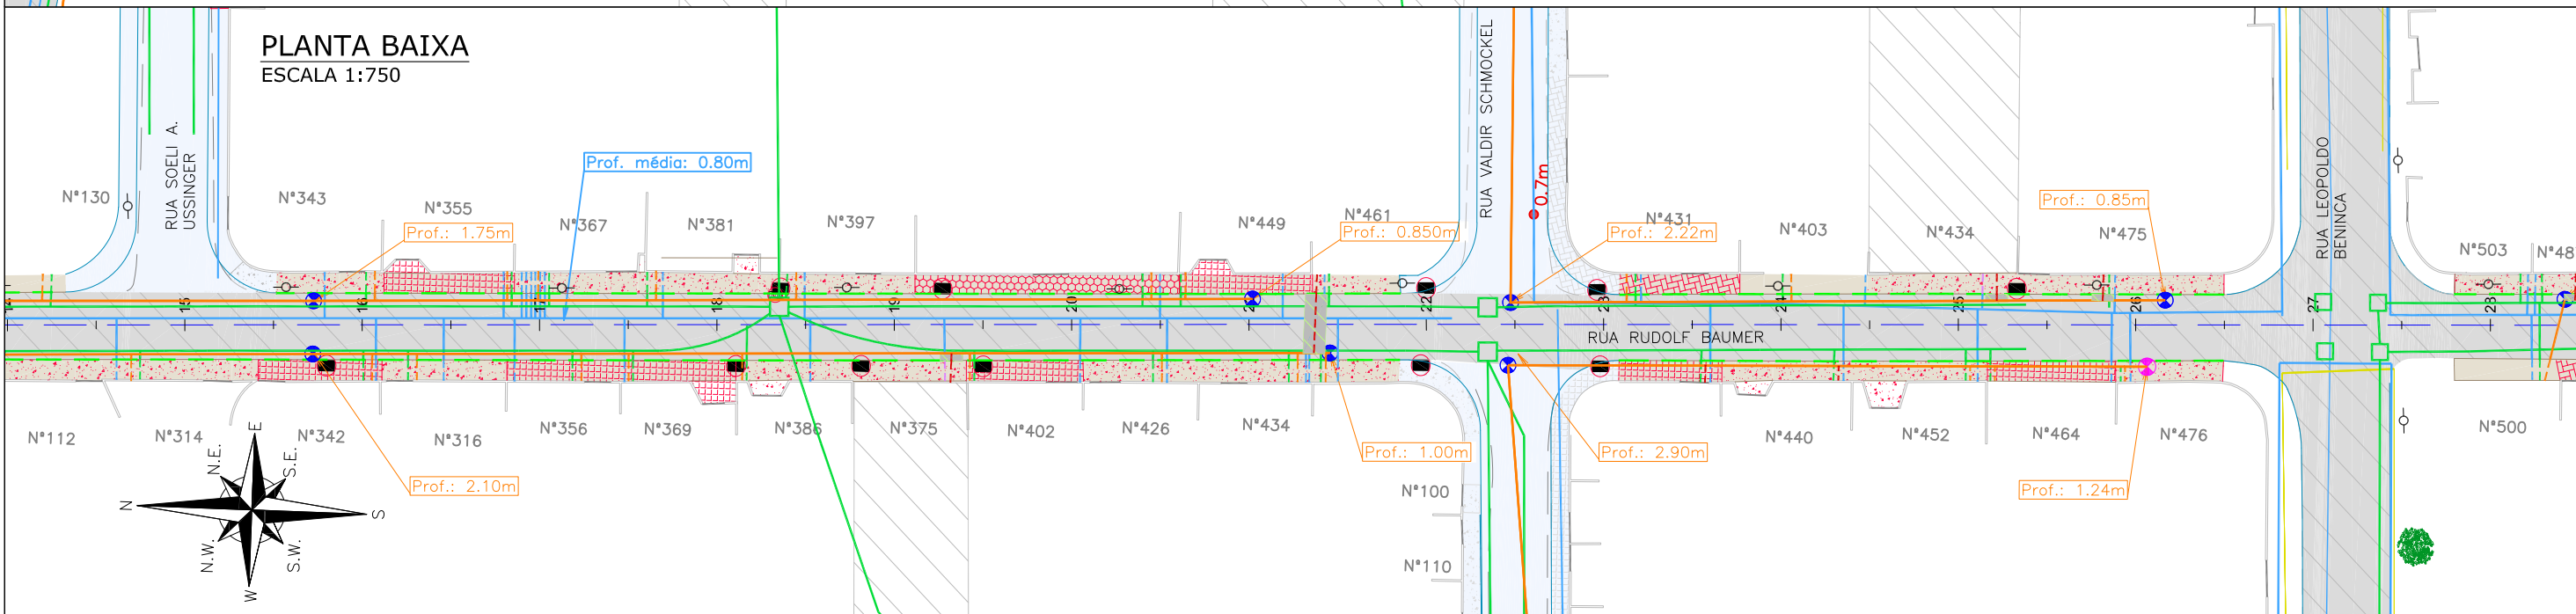 PLANTA BAIXA
ESCALA 1:750
RUA SOELI A.
USSINGER
RUA VALDIR SCHMOCKEL
RUA LEOPOLDO
BENINCA
Prof. média: 0.80m
0.7m
N°130
N°343
N°355
N°367
N°381
N°397
N°449
N°461
N°431
N°403
N°434
N°475
N°503
N°48
Prof.: 1.75m
Prof.: 0.850m
Prof.: 2.22m
Prof.: 0.85m
15
16
17
18
19
20
22
23
24
25
26
27
28
RUA RUDOLF BAUMER
N°112
N°314
N°342
N°316
N°356
N°369
N°386
N°375
N°402
N°426
N°434
N°440
N°452
N°464
N°476
N°500
Prof.: 2.10m
Prof.: 1.00m
Prof.: 2.90m
Prof.: 1.24m
N°100
N°110
E
N.E.
S.E.
N
S
N.W.
S.W.
W